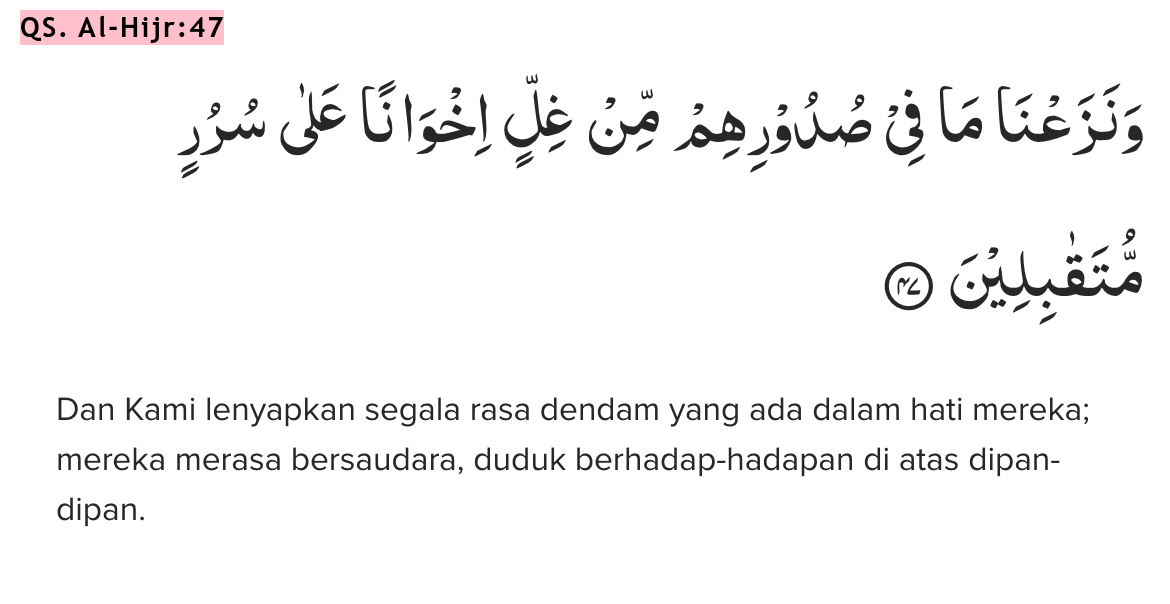 QS. Al-Hijr:47
وَنَزَعْنَا مَا فِيْ صُدُوْرِهِمْ مِّنْ غِلٍّ اِخْوَانًا عَلٰى سُرُرٍ
مُّتَقٰبِلِيْنَ ٤٧
Dan Kami lenyapkan segala rasa dendam yang ada dalam hati mereka;
mereka merasa bersaudara, duduk berhadap-hadapan di atas dipan-
dipan.